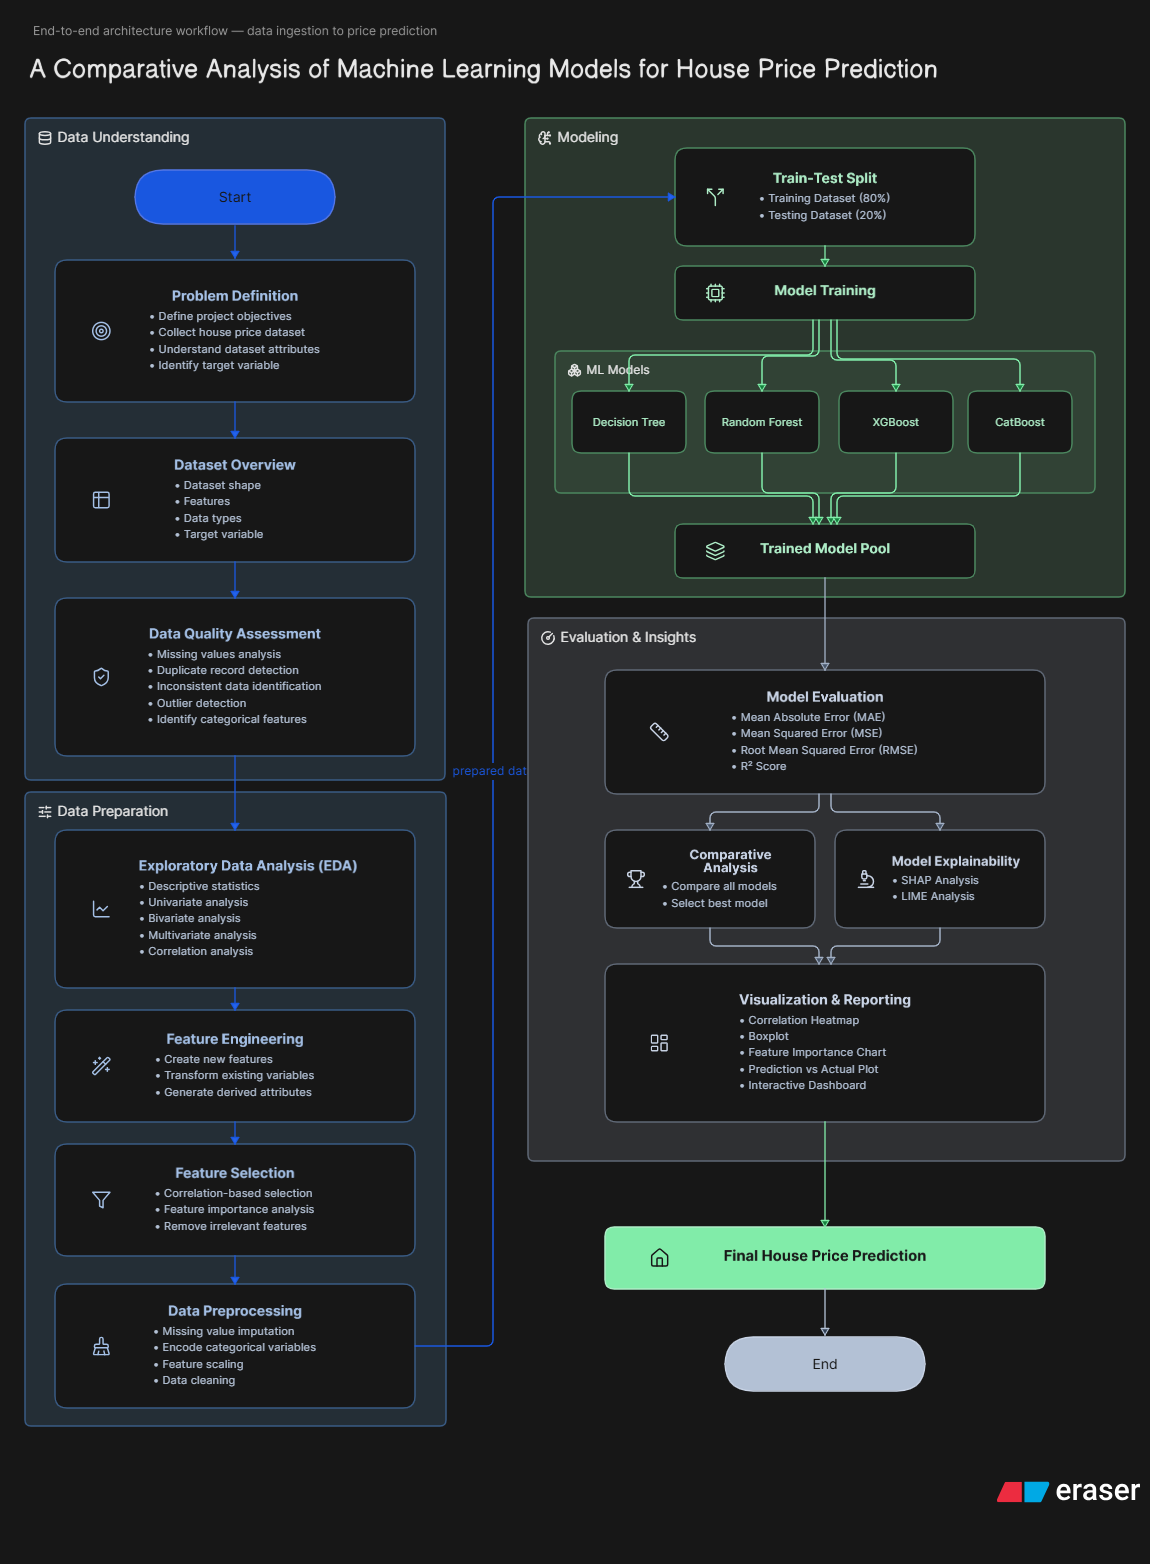 End-to-end architecture workflow — data ingestion to price prediction
A Comparative Analysis of Machine Learning Models for House Price Prediction
Data Understanding
Start
Problem Definition
• Define project objectives
• Collect house price dataset
• Understand dataset attributes
• Identify target variable
Dataset Overview
• Dataset shape
• Features
• Data types
• Target variable
Data Quality Assessment
• Missing values analysis
• Duplicate record detection
• Inconsistent data identification
• Outlier detection
• Identify categorical features
Data Preparation
Exploratory Data Analysis (EDA)
• Descriptive statistics
• Univariate analysis
• Bivariate analysis
• Multivariate analysis
• Correlation analysis
Feature Engineering
• Create new features
• Transform existing variables
• Generate derived attributes
Feature Selection
• Correlation-based selection
• Feature importance analysis
• Remove irrelevant features
Data Preprocessing
• Missing value imputation
• Encode categorical variables
• Feature scaling
• Data cleaning
prepared dat
Modeling
Train-Test Split
• Training Dataset (80%)
• Testing Dataset (20%)
Model Training
ML Models
Decision Tree
Random Forest
XGBoost
CatBoost
Trained Model Pool
Evaluation & Insights
Model Evaluation
• Mean Absolute Error (MAE)
• Mean Squared Error (MSE)
• Root Mean Squared Error (RMSE)
• R² Score
Comparative
Analysis
• Compare all models
• Select best model
Model Explainability
• SHAP Analysis
• LIME Analysis
Visualization & Reporting
• Correlation Heatmap
• Boxplot
• Feature Importance Chart
• Prediction vs Actual Plot
• Interactive Dashboard
Final House Price Prediction
End
eraser